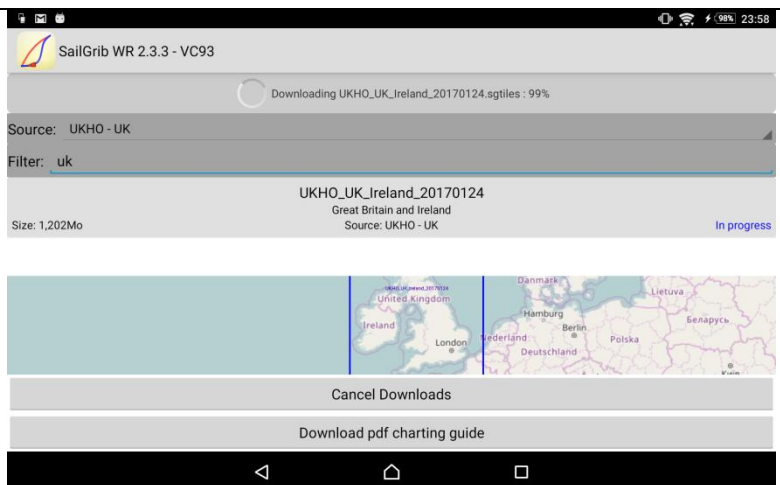 98% 23:58
SailGrib WR 2.3.3 - VC93
Downloading UKHO_UK_Ireland_20170124.sgtiles : 99%
Source: UKHO - UK
Filter: uk
UKHO_UK_Ireland_20170124
Great Britain and Ireland
Size: 1,202Mo Source: UKHO - UK In progress
UKHO_UK_Ireland_20170124
Danmark
United Kingdom
Lietuva
Hamburg
Ireland
Беларусь
Berlin
London
Nederland
Polska
Deutschland
Київ
Cancel Downloads
Download pdf charting guide